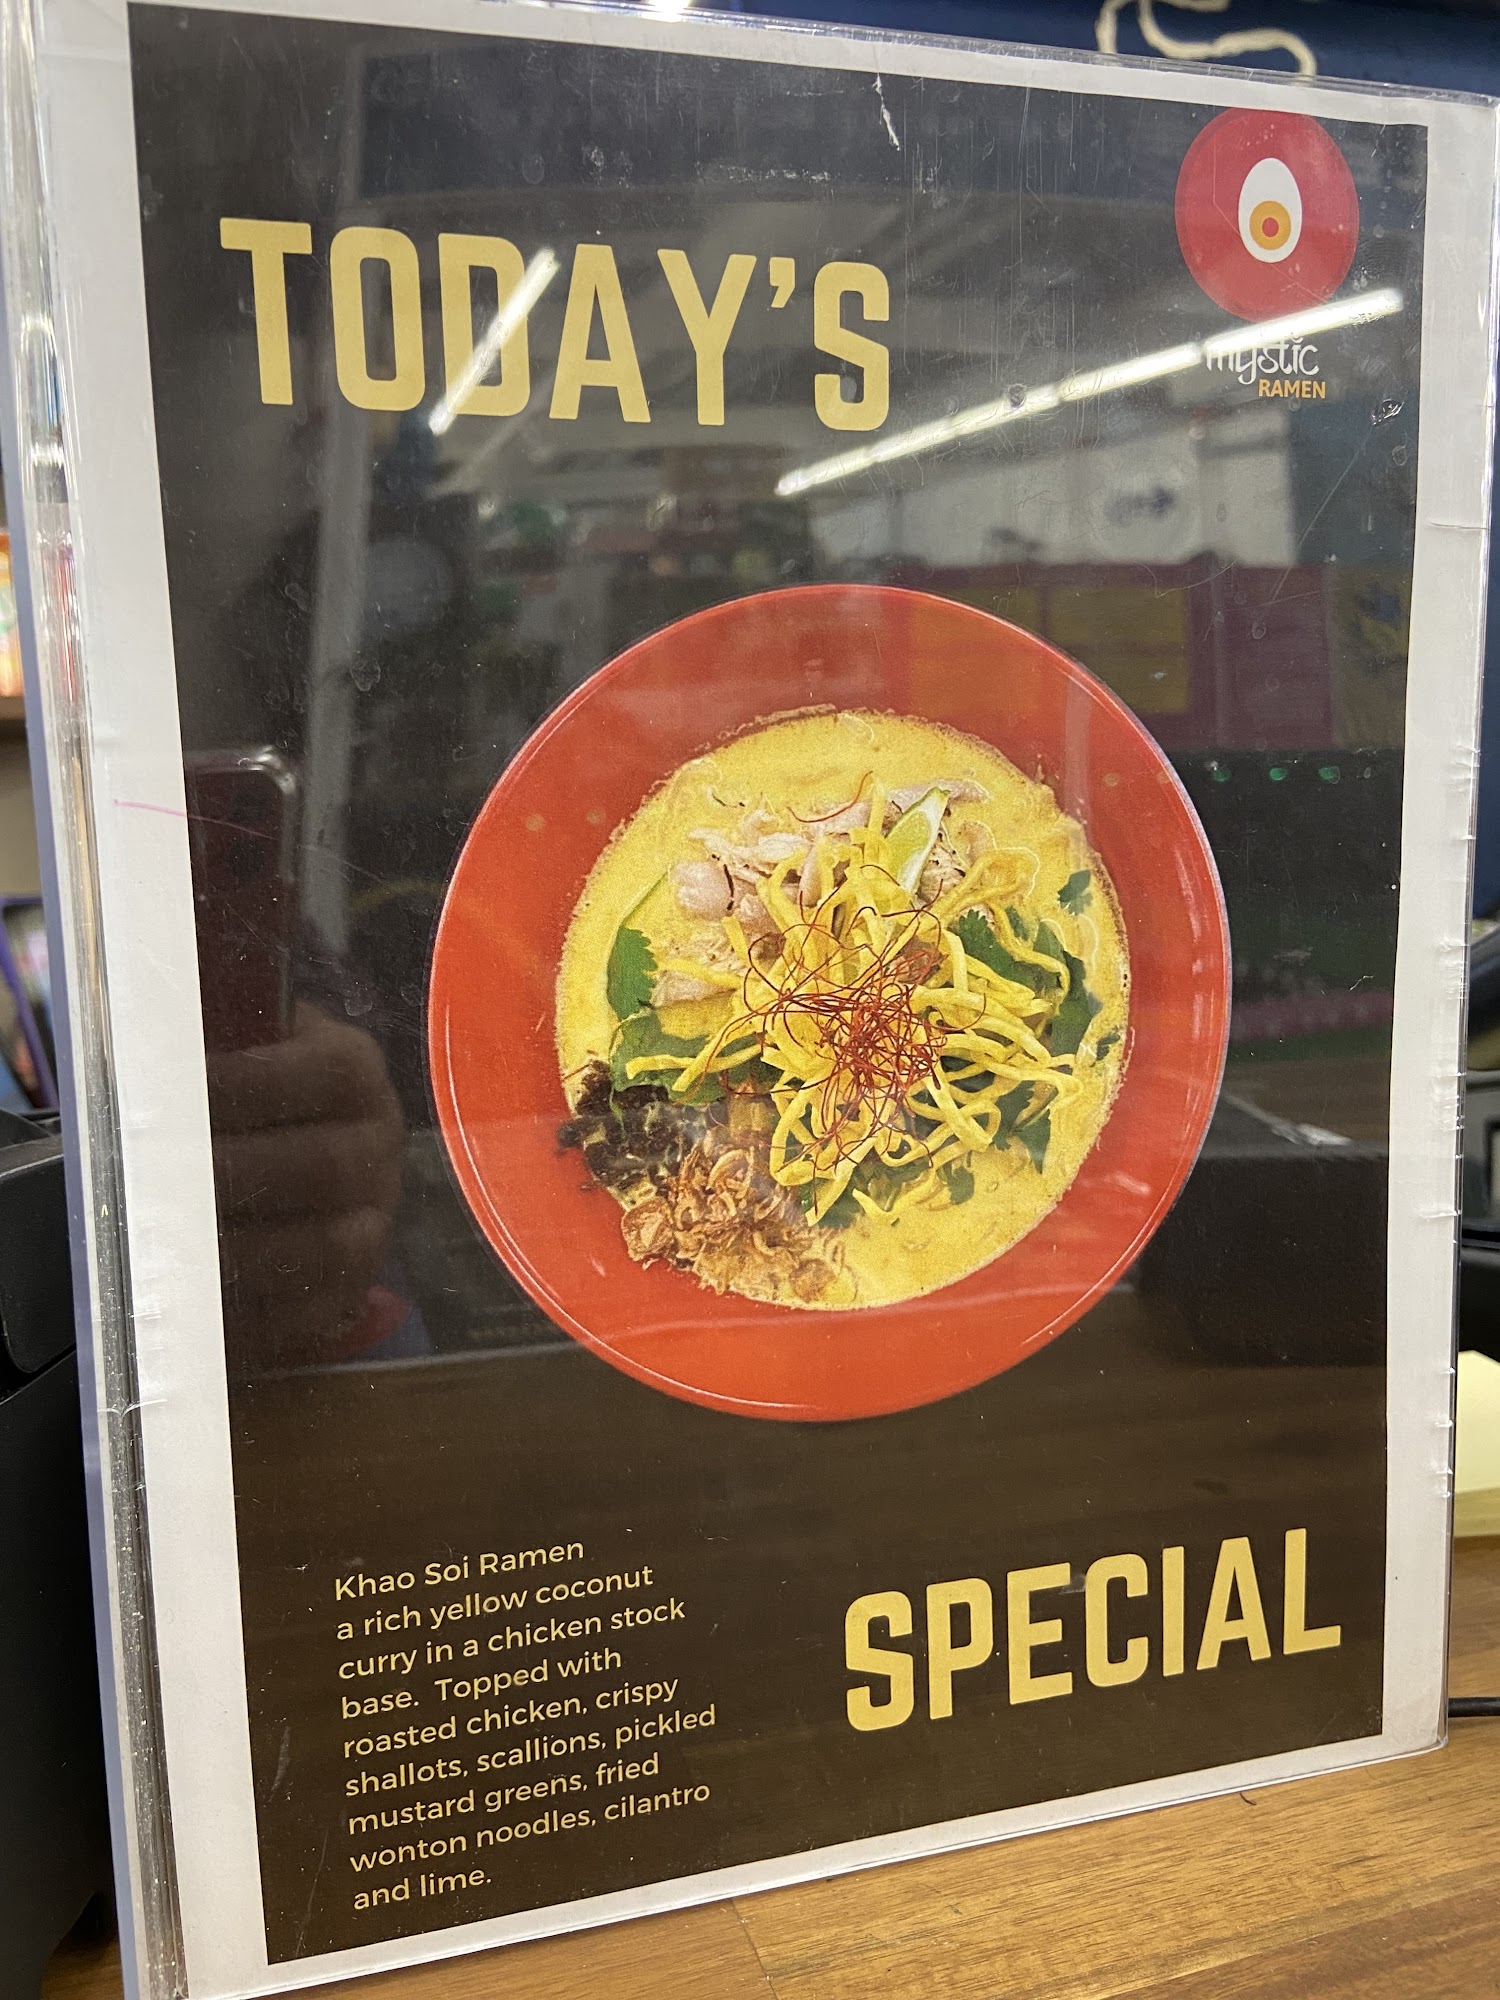 TODAY'S
mystic
RAMEN
Khao Soi Ramen
a rich yellow coconut
curry in a chicken stock
base. Topped with
roasted chicken, crispy
shallots, scallions, pickled
mustard greens, fried
wonton noodles, cilantro
and lime.
SPECIAL